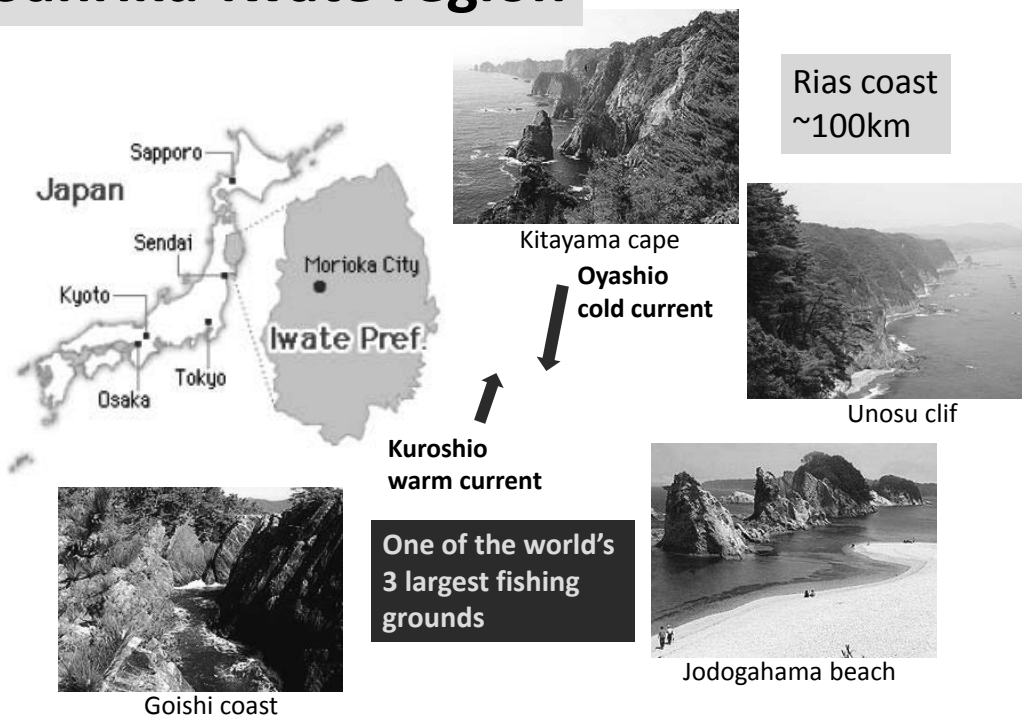 Sanriku-Iwate region
Rias coast
~100km
Japan
Sapporo
Sendai
Kyoto
Osaka
Tokyo
Morioka City
Iwate Pref.
Kitayama cape
Oyashio
cold current
Unosu clif
Kuroshio
warm current
One of the world's
3 largest fishing
grounds
Goishi coast
Jodogahama beach